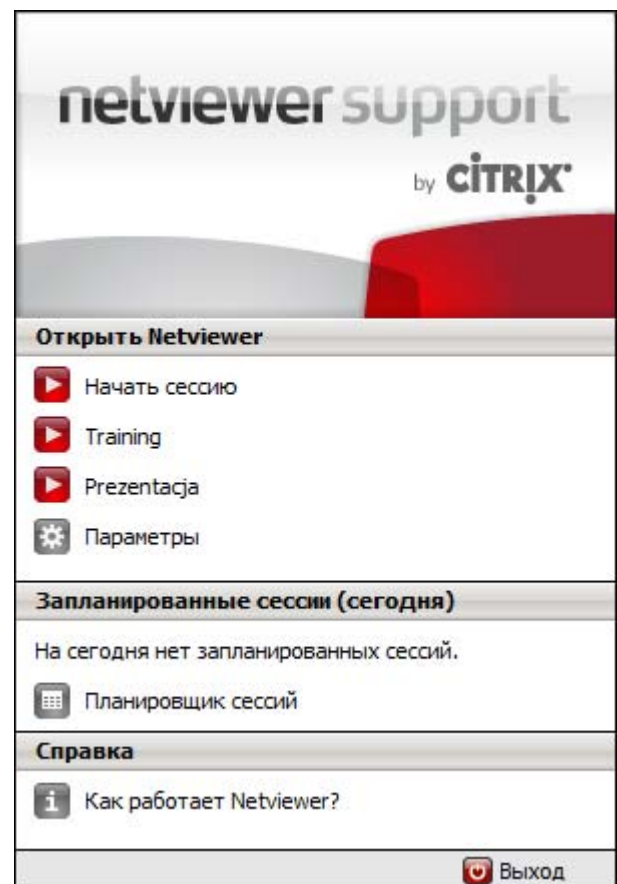 netviewer support
by CITRIX
Открыть Netviewer
Начать сессию
Training
Prezentacja
Параметры
Запланированные сессии (сегодня)
На сегодня нет запланированных сессий.
Планировщик сессий
Справка
Как работает Netviewer?
Выход